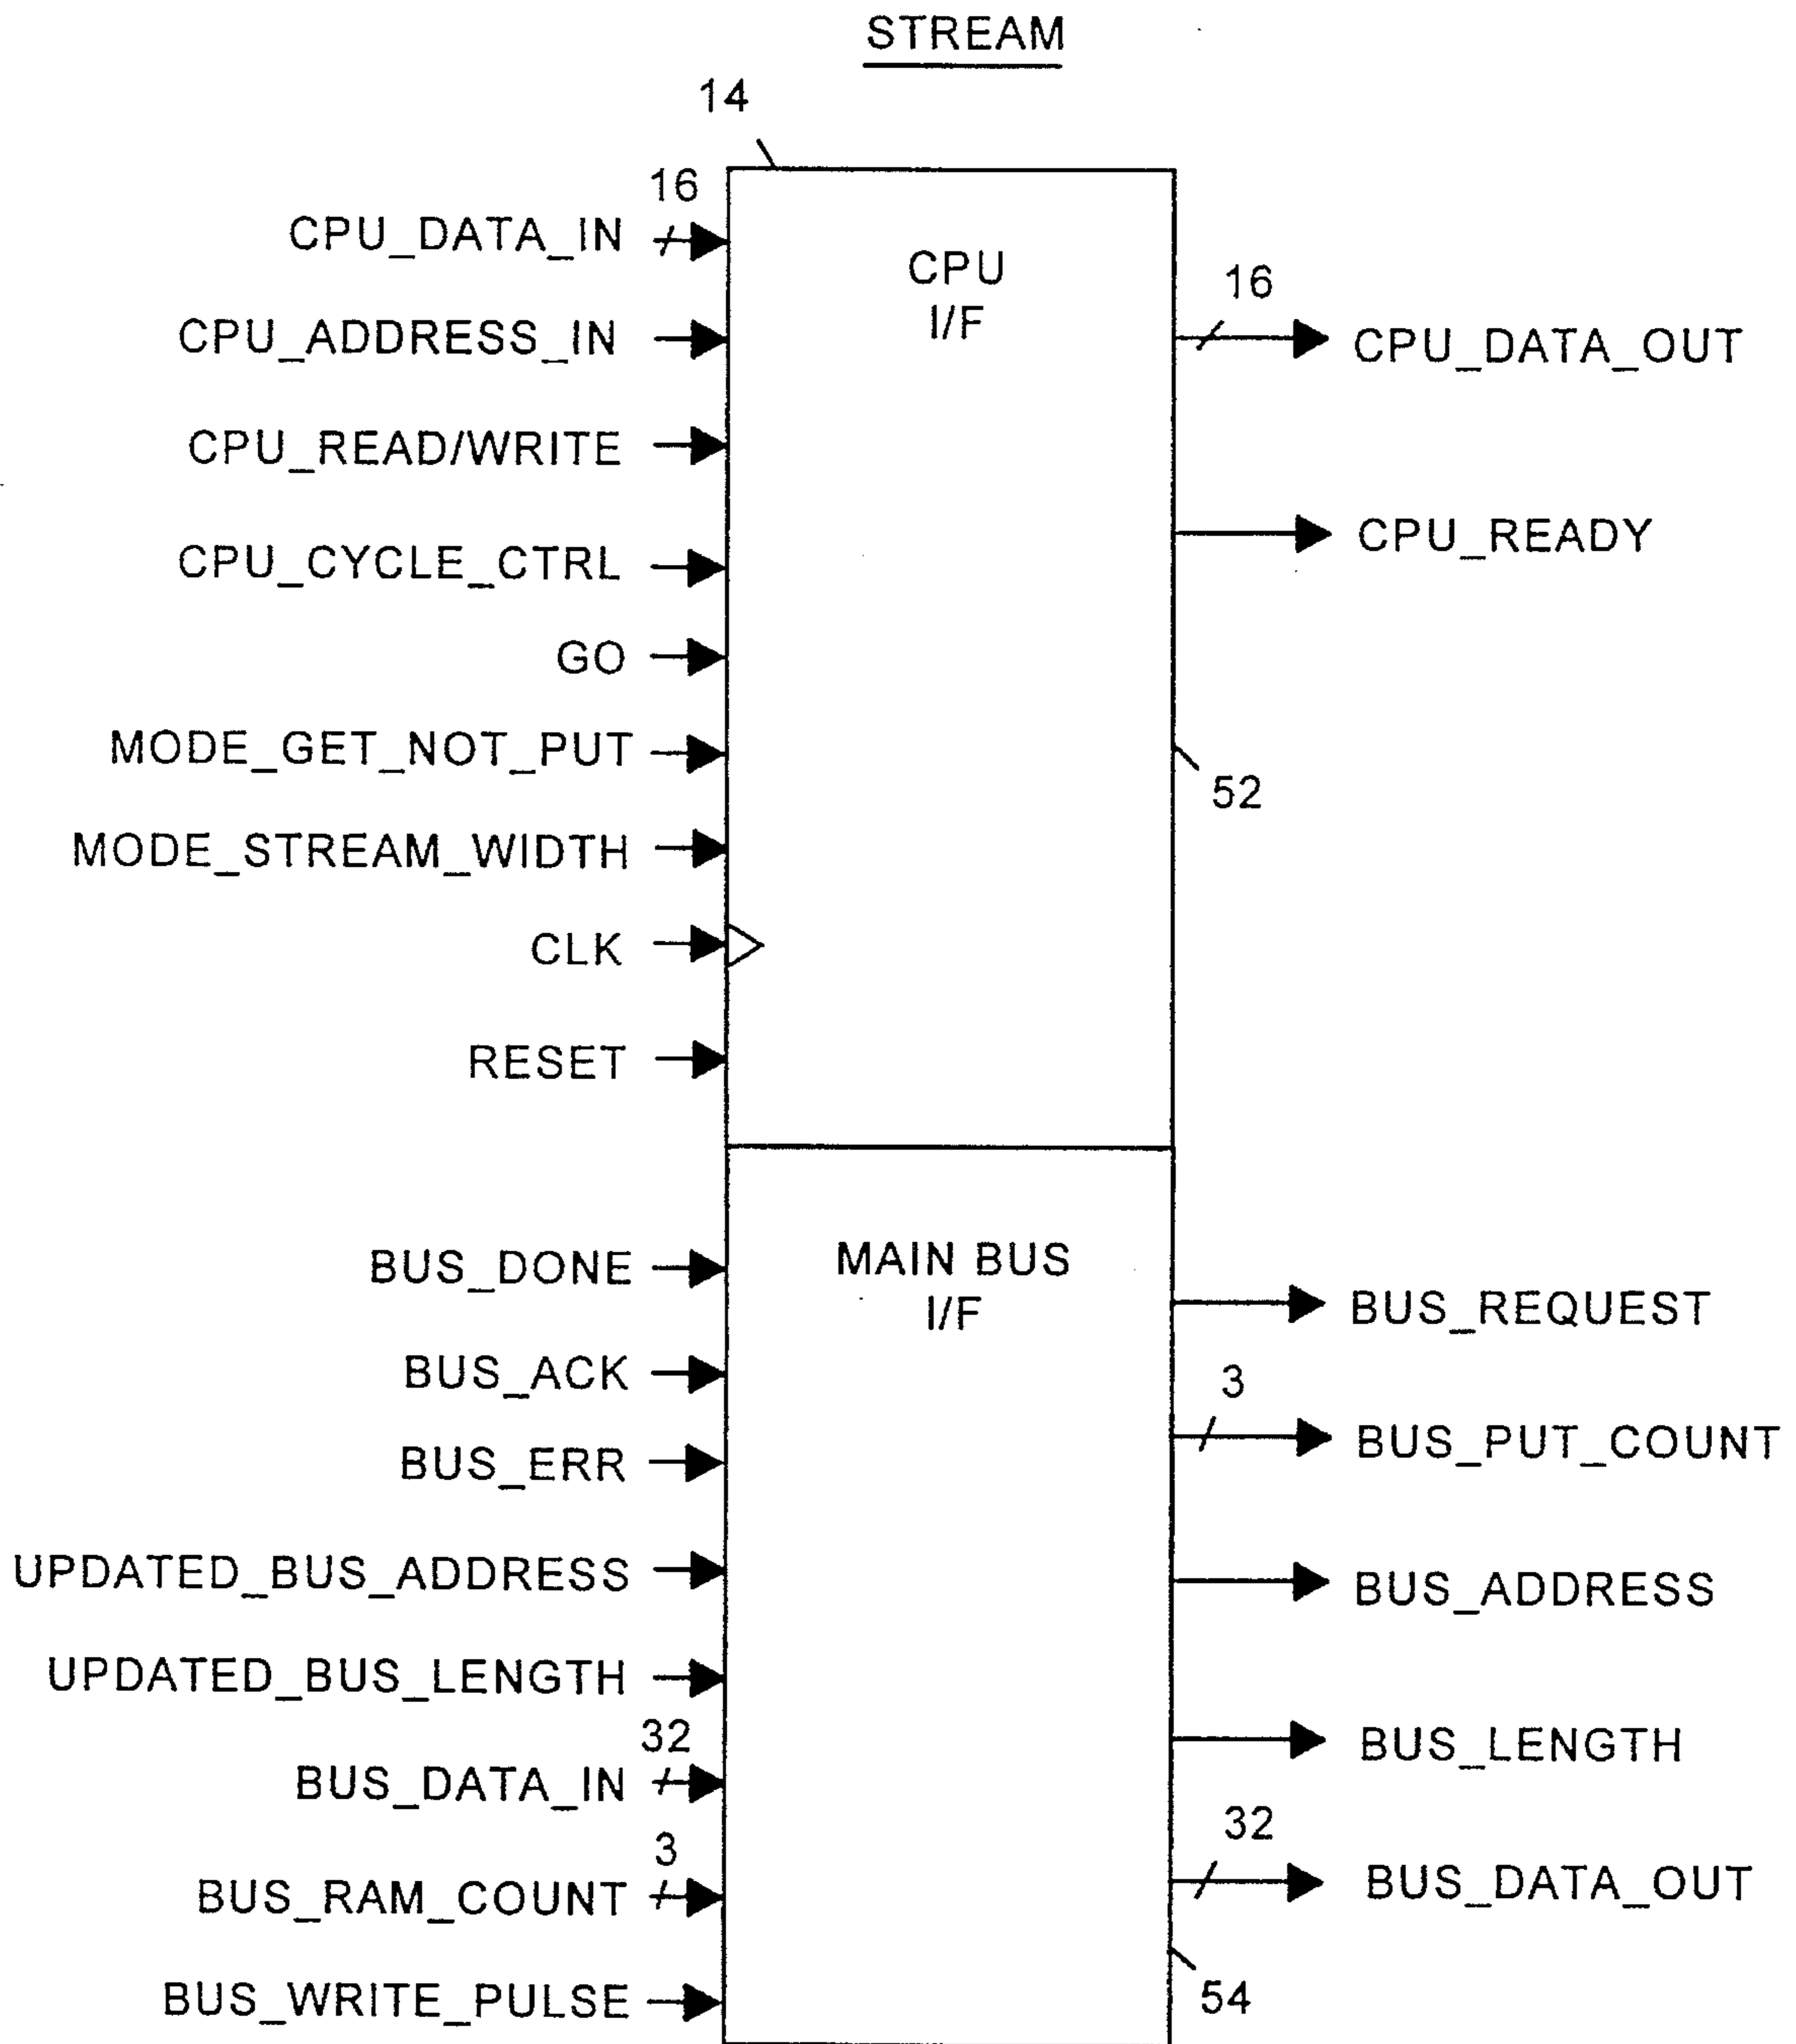 STREAM
14
16
CPU_DATA_IN
CPU_ADDRESS_IN
CPU_READ/WRITE
CPU_CYCLE_CTRL
GO
MODE_GET_NOT_PUT
MODE_STREAM_WIDTH
CLK
RESET
CPU
I/F
16
CPU_DATA_OUT
CPU_READY
52
BUS_DONE
BUS_ACK
BUS_ERR
UPDATED_BUS_ADDRESS
UPDATED_BUS_LENGTH
32
BUS_DATA_IN
3
BUS_RAM_COUNT
BUS_WRITE_PULSE
MAIN BUS
I/F
BUS_REQUEST
3
BUS_PUT_COUNT
BUS_ADDRESS
BUS_LENGTH
32
BUS_DATA_OUT
54